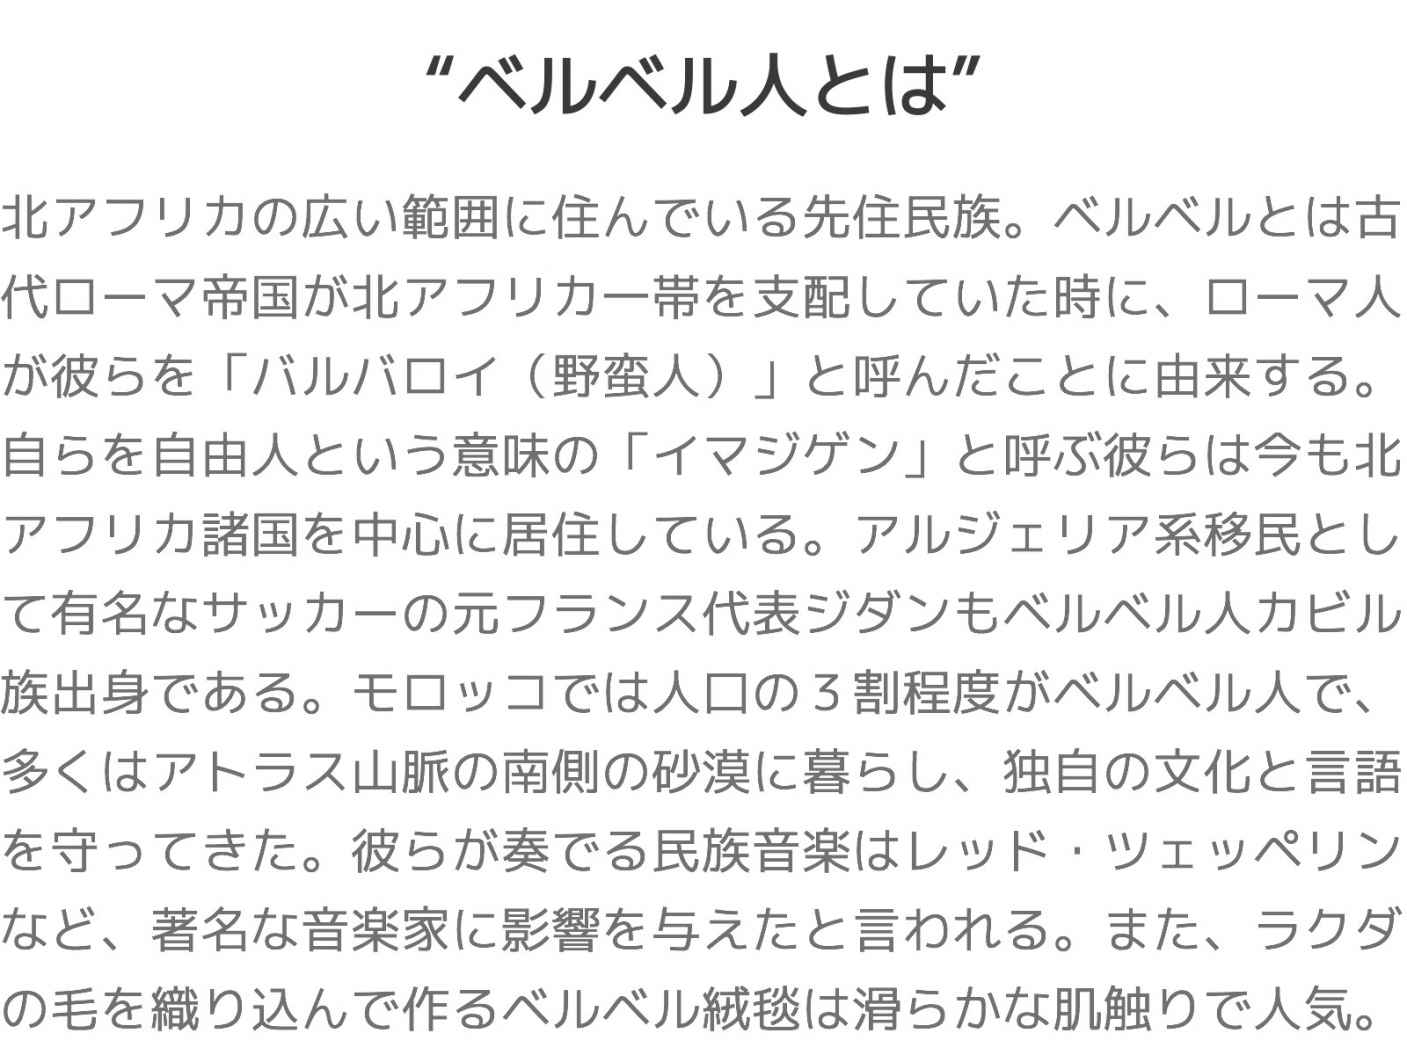 “ベルベル人とは”
北アフリカの広い範囲に住んでいる先住民族。ベルベルとは古
代ローマ帝国が北アフリカ一帯を支配していた時に、ローマ人
が彼らを「バルバロイ（野蛮人）」と呼んだことに由来する。
自らを自由人という意味の「イマジゲン」と呼ぶ彼らは今も北
アフリカ諸国を中心に居住している。アルジェリア系移民とし
て有名なサッカーの元フランス代表ジダンもベルベル人カビル
族出身である。モロッコでは人口の３割程度がベルベル人で、
多くはアトラス山脈の南側の砂漠に暮らし、独自の文化と言語
を守ってきた。彼らが奏でる民族音楽はレッド・ツェッペリン
など、著名な音楽家に影響を与えたと言われる。また、ラクダ
の毛を織り込んで作るベルベル絨毯は滑らかな肌触りで人気。